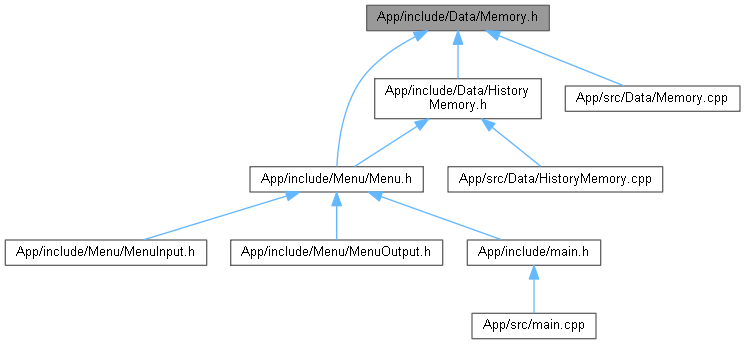 App/include/Data/Memory.h
App/include/Data/History
Memory.h
App/src/Data/Memory.cpp
App/include/Menu/Menu.h
App/src/Data/HistoryMemory.cpp
App/include/Menu/MenuInput.h
App/include/Menu/MenuOutput.h
App/include/main.h
App/src/main.cpp